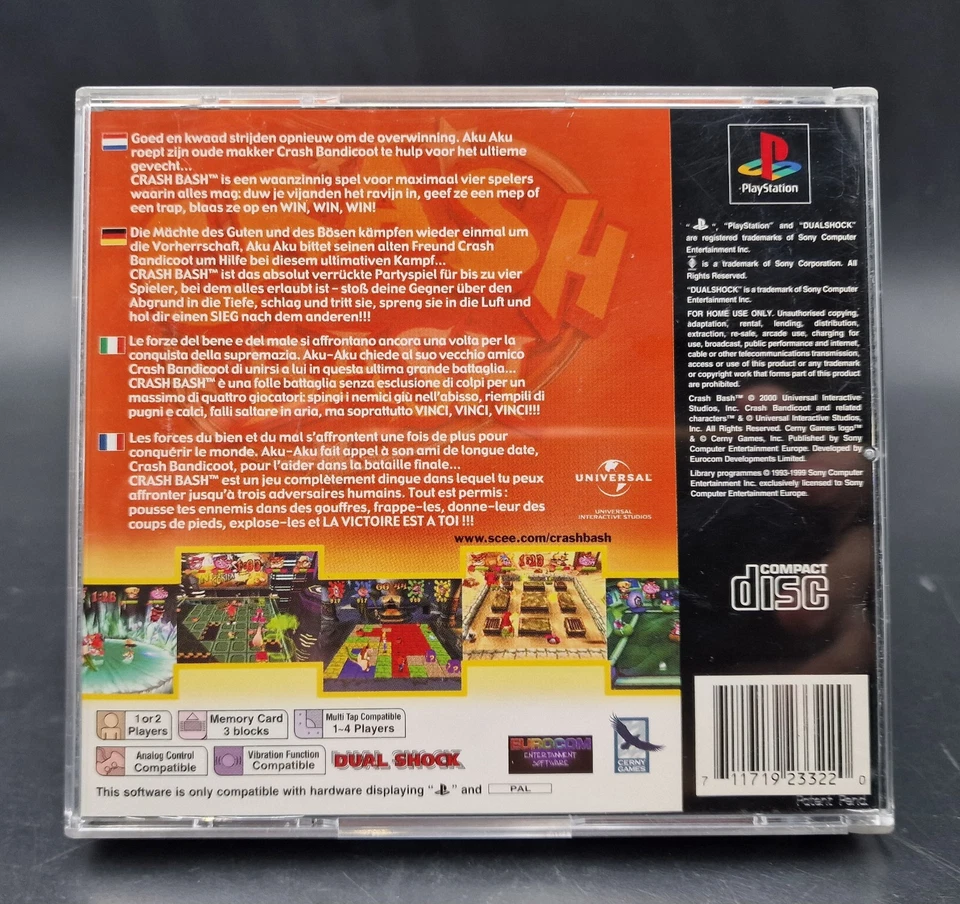 Goed en kwaad strijden opnieuw om de overwinning. Aku Aku
roept zijn oude makker Crash Bandicoot te hulp voor het ultieme
gevecht...
CRASH BASH™ is een waanzinnig spel voor maximaal vier spelers
waarin alles mag: duw je vijanden het ravijn in, geef ze een mep of
een trap, blaas ze op en WIN, WIN, WIN!
Die Mächte des Guten und des Bösen kämpfen wieder einmal um
die Vorherrschaft, Aku Aku bittet seinen alten Freund Crash
Bandicoot um Hilfe bei diesem ultimativen Kampf...
CRASH BASH™ ist das absolut verrückte Partyspiel für bis zu vier
Spieler, bei dem alles erlaubt ist - stoß deine Gegner über den
Abgrund in die Tiefe, schlag und tritt sie, spreng sie in die Luft und
hol dir einen SIEG nach dem anderen!!!
Le forze del bene e del male si affrontano ancora una volta per la
conquista della supremazia. Aku-Aku chiede al suo vecchio amico
Crash Bandicoot di unirsi a lui in questa ultima grande battaglia...
CRASH BASH™ è una folle battaglia senza esclusione di colpi per un
massimo di quattro giocatori: spingi i nemici giù nell'abisso, riempili di
pugni e calci, falli saltare in aria, ma soprattutto VINCI, VINCI, VINCI!!!
Les forces du bien et du mal s'affrontent une fois de plus pour
conquérir le monde. Aku-Aku fait appel à son ami de longue date,
Crash Bandicoot, pour l'aider dans la bataille finale...
CRASH BASH™ est un jeu complètement dingue dans lequel tu peux
affronter jusqu'à trois adversaires humains. Tout est permis :
pousse tes ennemis dans des gouffres, frappe-les, donne-leur des
coups de pieds, explose-les et LA VICTOIRE EST A TOI !!!
SH
UNIVERSAL
UNIVERSAL
INTERACTIVE STUDIOS
www.scee.com/crashbash
1:26
1 or 2
Players
Memory Card
3 blocks
Multi Tap Compatible
1~4 Players
Analog Control
Compatible
Vibration Function
Compatible
DUAL SHOCK
EUROCOM
ENTERTAINMENT
SOFTWARE
CERNY
GAMES
This software is only compatible with hardware displaying "PS" and PAL
PlayStation
"PS", "PlayStation" and "DUALSHOCK"
are registered trademarks of Sony Computer
Entertainment Inc.
is a trademark of Sony Corporation. All
Rights Reserved.
"DUALSHOCK" is a trademark of Sony Computer
Entertainment Inc.
FOR HOME USE ONLY. Unauthorised copying,
adaptation, rental, lending, distribution,
extraction, re-sale, arcade use, charging for
use, broadcast, public performance and internet,
cable or other telecommunications transmission,
access or use of this product or any trademark
or copyright work that forms part of this product
are prohibited.
Crash Bash™ © 2000 Universal Interactive
Studios, Inc. Crash Bandicoot and related
characters™ & © Universal Interactive Studios,
Inc. All Rights Reserved. Cerny Games logo™
& © Cerny Games, Inc. Published by Sony
Computer Entertainment Europe. Developed by
Eurocom Developments Limited.
Library programmes © 1993-1999 Sony Computer
Entertainment Inc. exclusively licensed to Sony
Computer Entertainment Europe.
COMPACT
disc
7 11719 23322 0
Patent Pend